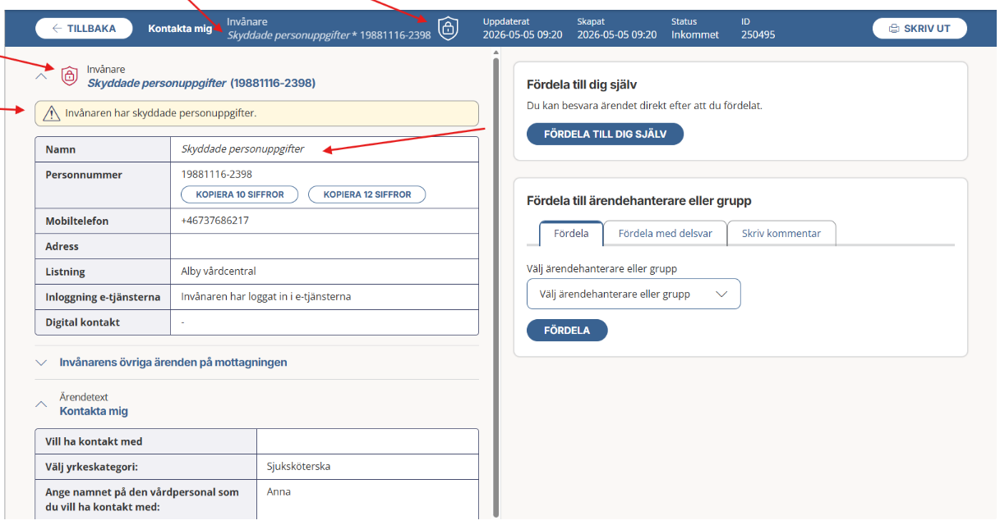 ← TILLBAKA
Kontakta mig
Invånare
Skyddade personuppgifter * 19881116-2398
Uppdaterat
2026-05-05 09:20
Skapat
2026-05-05 09:20
Status
Inkommet
ID
250495
SKRIV UT
Invånare
Skyddade personuppgifter (19881116-2398)
Invånaren har skyddade personuppgifter.
Namn
Skyddade personuppgifter
Personnummer
19881116-2398
KOPIERA 10 SIFFROR
KOPIERA 12 SIFFROR
Mobiltelefon
+46737686217
Adress
Listning
Alby vårdcentral
Inloggning e-tjänsterna
Invånaren har loggat in i e-tjänsterna
Digital kontakt
-
Invånarens övriga ärenden på mottagningen
Ärendetext
Kontakta mig
Vill ha kontakt med
Välj yrkeskategori:
Sjuksköterska
Ange namnet på den vårdpersonal som
du vill ha kontakt med:
Anna
Fördela till dig själv
Du kan besvara ärendet direkt efter att du fördelat.
FÖRDELA TILL DIG SJÄLV
Fördela till ärendehanterare eller grupp
Fördela
Fördela med delsvar
Skriv kommentar
Välj ärendehanterare eller grupp
Välj ärendehanterare eller grupp
FÖRDELA